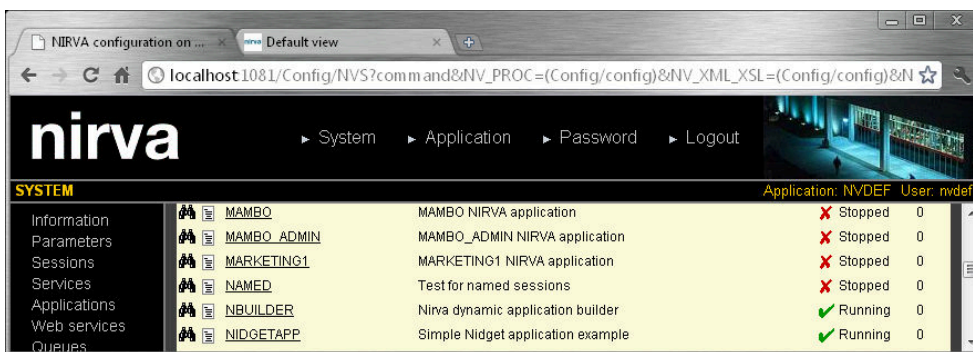 NIRVA configuration on ...
nirva Default view
localhost:1081/Config/NVS?command&NV_PROC=(Config/config)&NV_XML_XSL=(Config/config)&N
nirva
System Application Password Logout
SYSTEM
Application: NVDEF User: nvdef
Information
Parameters
Sessions
Services
Applications
Web services
Queues
MAMBO MAMBO NIRVA application Stopped 0
MAMBO_ADMIN MAMBO_ADMIN NIRVA application Stopped 0
MARKETING1 MARKETING1 NIRVA application Stopped 0
NAMED Test for named sessions Stopped 0
NBUILDER Nirva dynamic application builder Running 0
NIDGETAPP Simple Nidget application example Running 0